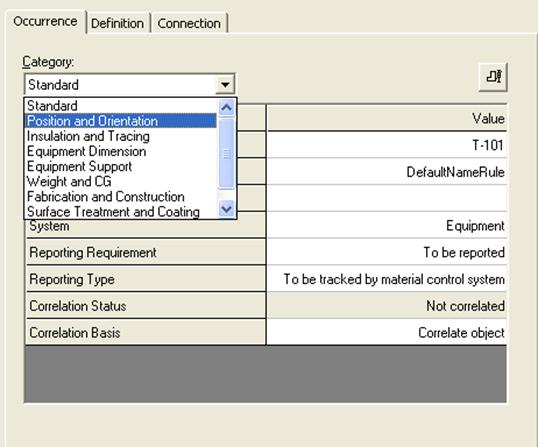 Occurrence Definition Connection
Category:
Standard
Standard
Position and Orientation
Insulation and Tracing
Equipment Dimension
Equipment Support
Weight and CG
Fabrication and Construction
Surface Treatment and Coating
Value
T-101
DefaultNameRule
System Equipment
Reporting Requirement To be reported
Reporting Type To be tracked by material control system
Correlation Status Not correlated
Correlation Basis Correlate object